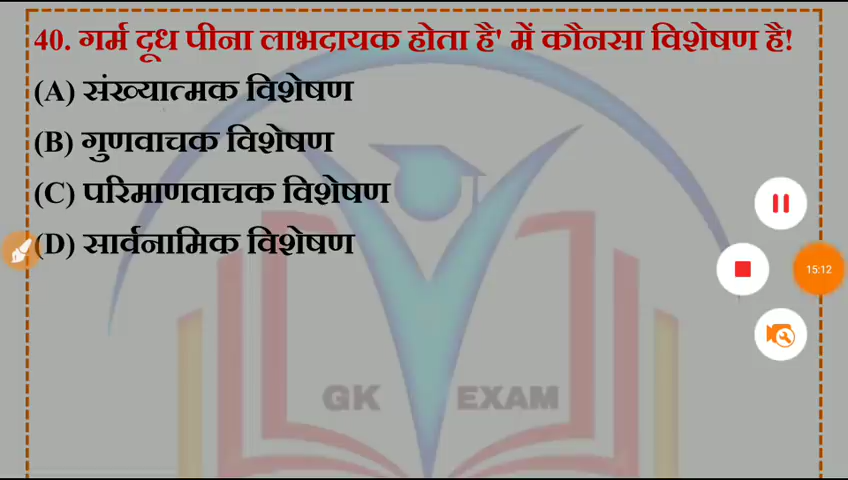 40. गर्म दूध पीना लाभदायक होता है' में कौनसा विशेषण है!
(A) संख्यात्मक विशेषण
(B) गुणवाचक विशेषण
(C) परिमाणवाचक विशेषण
(D) सार्वनामिक विशेषण
15:12
GK EXAM